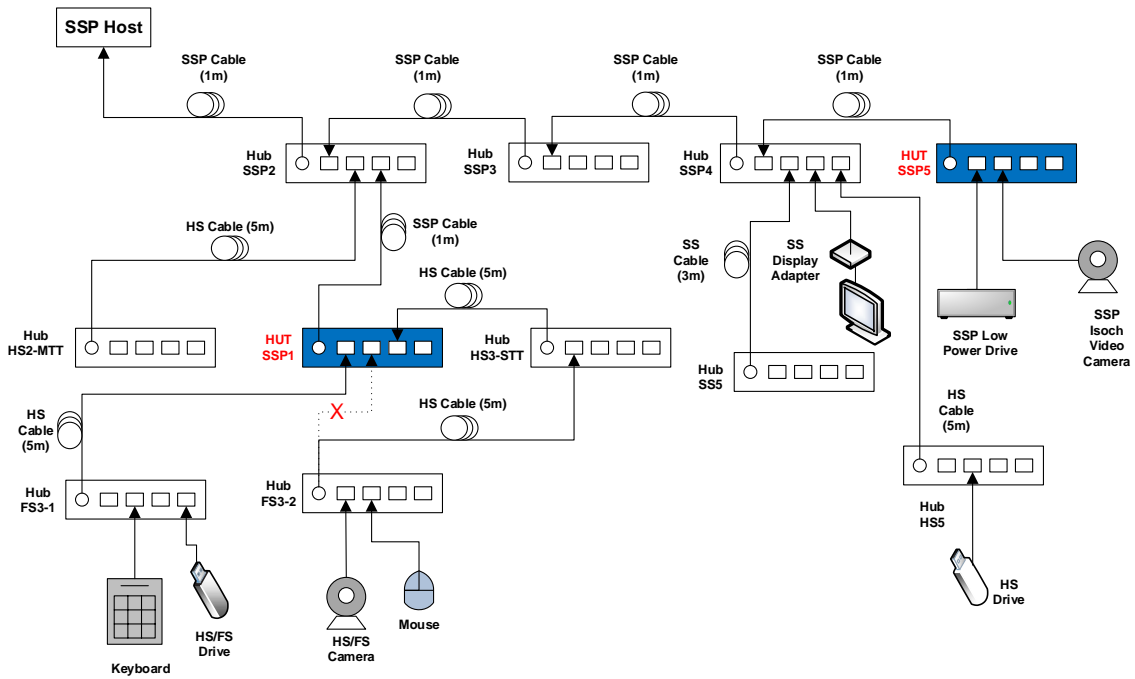 SSP Host
SSP Cable
(1m)
SSP Cable
(1m)
SSP Cable
(1m)
SSP Cable
(1m)
Hub
SSP2
Hub
SSP3
Hub
SSP4
HUT
SSP5
HS Cable (5m)
SSP Cable
(1m)
HS Cable (5m)
SS
Cable
(3m)
SS
Display
Adapter
Hub
HS2-MTT
HUT
SSP1
Hub
HS3-STT
SSP Low
Power Drive
SSP
Isoch
Video
Camera
Hub
SS5
X
HS
Cable
(5m)
HS Cable (5m)
HS
Cable
(5m)
Hub
FS3-1
Hub
FS3-2
Hub
HS5
HS
Drive
Keyboard
HS/FS
Drive
HS/FS
Camera
Mouse